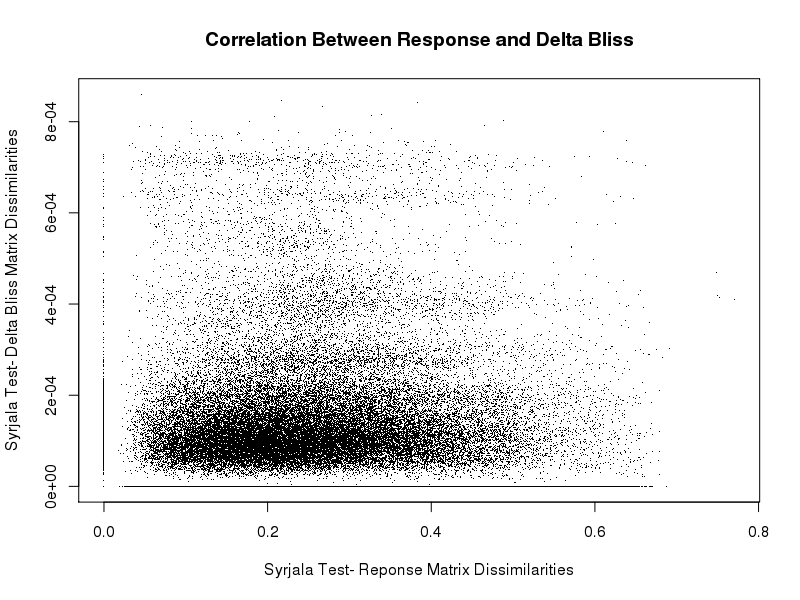 Correlation Between Response and Delta Bliss
Syrjala Test- Delta Bliss Matrix Dissimilarities
8e-04
6e-04
4e-04
2e-04
0e+00
0.0 0.2 0.4 0.6 0.8
Syrjala Test- Reponse Matrix Dissimilarities